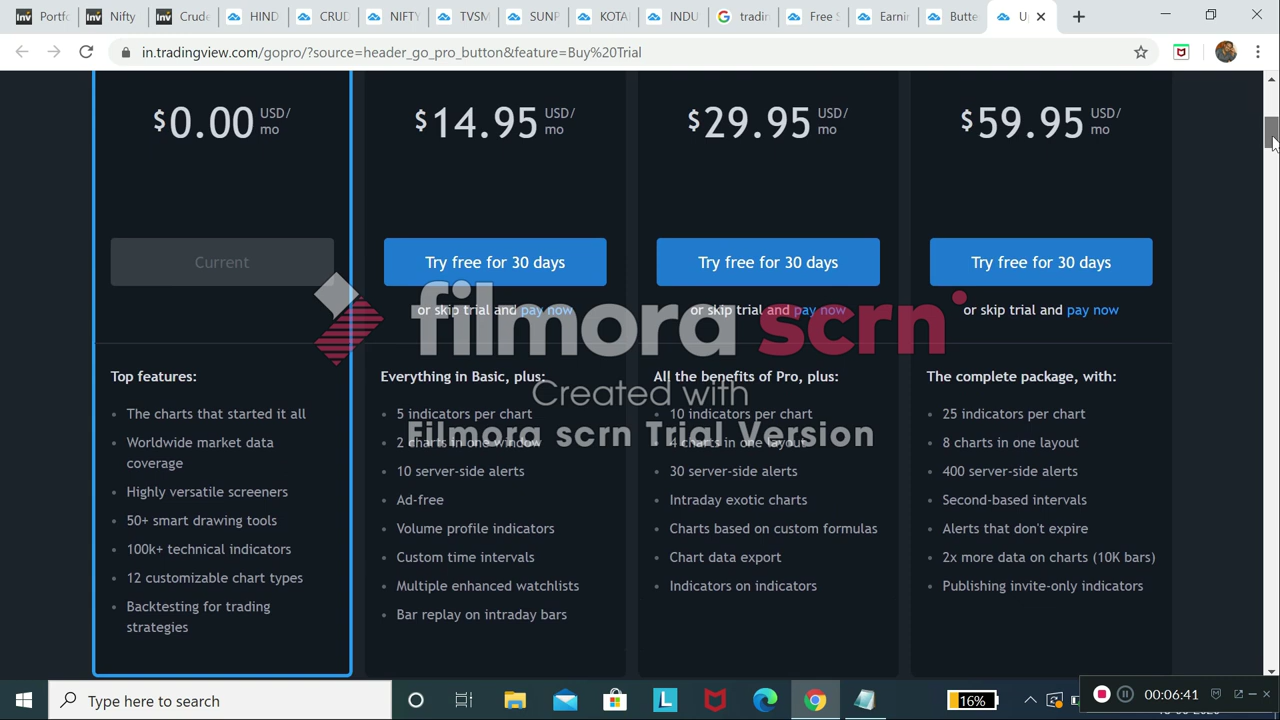 Portfo
Nifty
Crude
HIND
CRUD
NIFTY
TVSM
SUNP
KOTA
INDU
tradin
Free S
Earnin
Butte
U
in.tradingview.com/gopro/?source=header_go_pro_button&feature=Buy%20Trial
$0.00 USD/mo
$14.95 USD/mo
$29.95 USD/mo
$59.95 USD/mo
Current
Try free for 30 days
Try free for 30 days
Try free for 30 days
or skip trial and pay now
or skip trial and pay now
or skip trial and pay now
filmora scrn
Created with
Filmora scrn Trial Version
Top features:
The charts that started it all
Worldwide market data
coverage
Highly versatile screeners
50+ smart drawing tools
100k+ technical indicators
12 customizable chart types
Backtesting for trading
strategies
Everything in Basic, plus:
5 indicators per chart
2 charts in one window
10 server-side alerts
Ad-free
Volume profile indicators
Custom time intervals
Multiple enhanced watchlists
Bar replay on intraday bars
All the benefits of Pro, plus:
10 indicators per chart
4 charts in one layout
30 server-side alerts
Intraday exotic charts
Charts based on custom formulas
Chart data export
Indicators on indicators
The complete package, with:
25 indicators per chart
8 charts in one layout
400 server-side alerts
Second-based intervals
Alerts that don't expire
2x more data on charts (10K bars)
Publishing invite-only indicators
Type here to search
16%
00:06:41